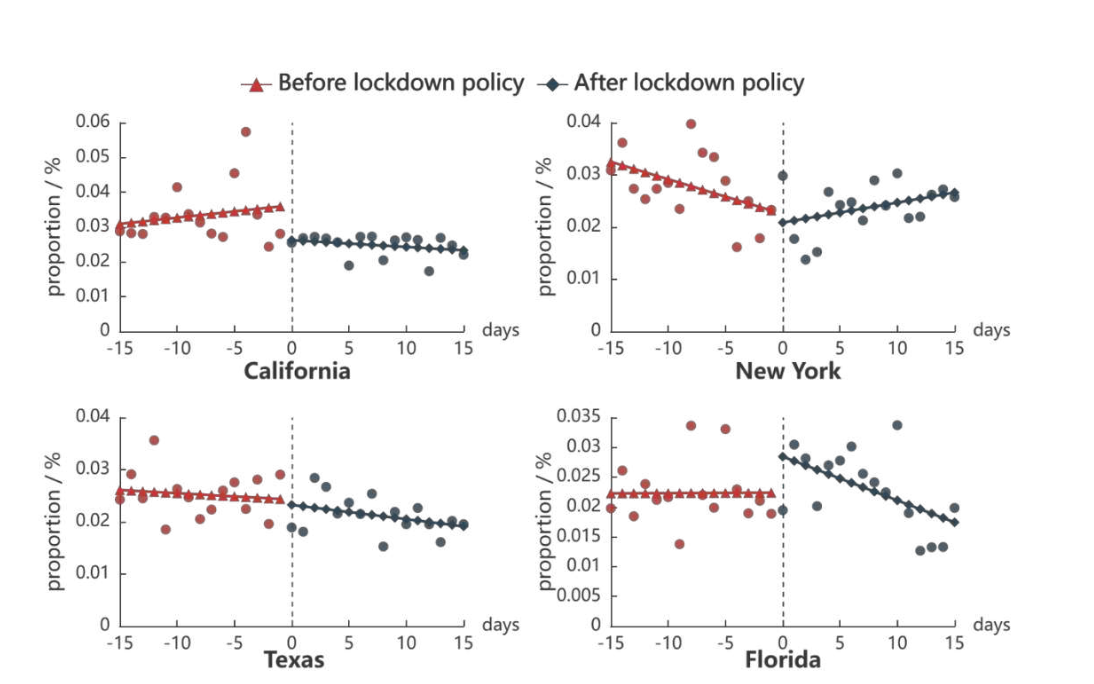 Before lockdown policy After lockdown policy
proportion / %
0.06
0.05
0.04
0.03
0.02
0.01
0
-15 -10 -5 0 5 10 15 days
California
proportion / %
0.04
0.03
0.02
0.01
0
-15 -10 -5 0 5 10 15 days
New York
proportion / %
0.04
0.03
0.02
0.01
0
-15 -10 -5 0 5 10 15 days
Texas
proportion / %
0.035
0.03
0.025
0.02
0.015
0.01
0.005
0
-15 -10 -5 0 5 10 15 days
Florida